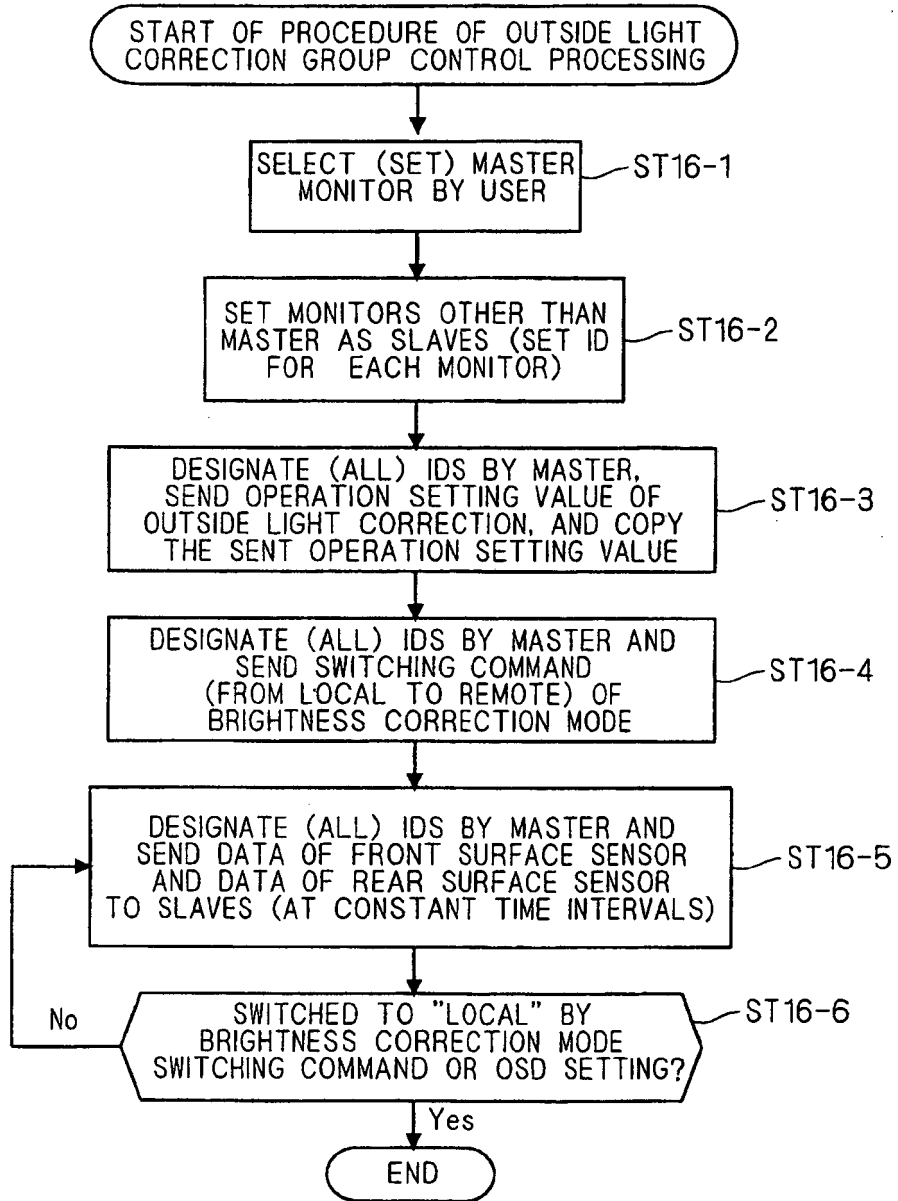 START OF PROCEDURE OF OUTSIDE LIGHT
CORRECTION GROUP CONTROL PROCESSING
SELECT (SET) MASTER
MONITOR BY USER
ST16-1
SET MONITORS OTHER THAN
MASTER AS SLAVES (SET ID
FOR EACH MONITOR)
ST16-2
DESIGNATE (ALL) IDS BY MASTER,
SEND OPERATION SETTING VALUE OF
OUTSIDE LIGHT CORRECTION, AND COPY
THE SENT OPERATION SETTING VALUE
ST16-3
DESIGNATE (ALL) IDS BY MASTER AND
SEND SWITCHING COMMAND
(FROM LOCAL TO REMOTE) OF
BRIGHTNESS CORRECTION MODE
ST16-4
DESIGNATE (ALL) IDS BY MASTER AND
SEND DATA OF FRONT SURFACE SENSOR
AND DATA OF REAR SURFACE SENSOR
TO SLAVES (AT CONSTANT TIME INTERVALS)
ST16-5
SWITCHED TO "LOCAL" BY
BRIGHTNESS CORRECTION MODE
SWITCHING COMMAND OR OSD SETTING?
ST16-6
No
Yes
END